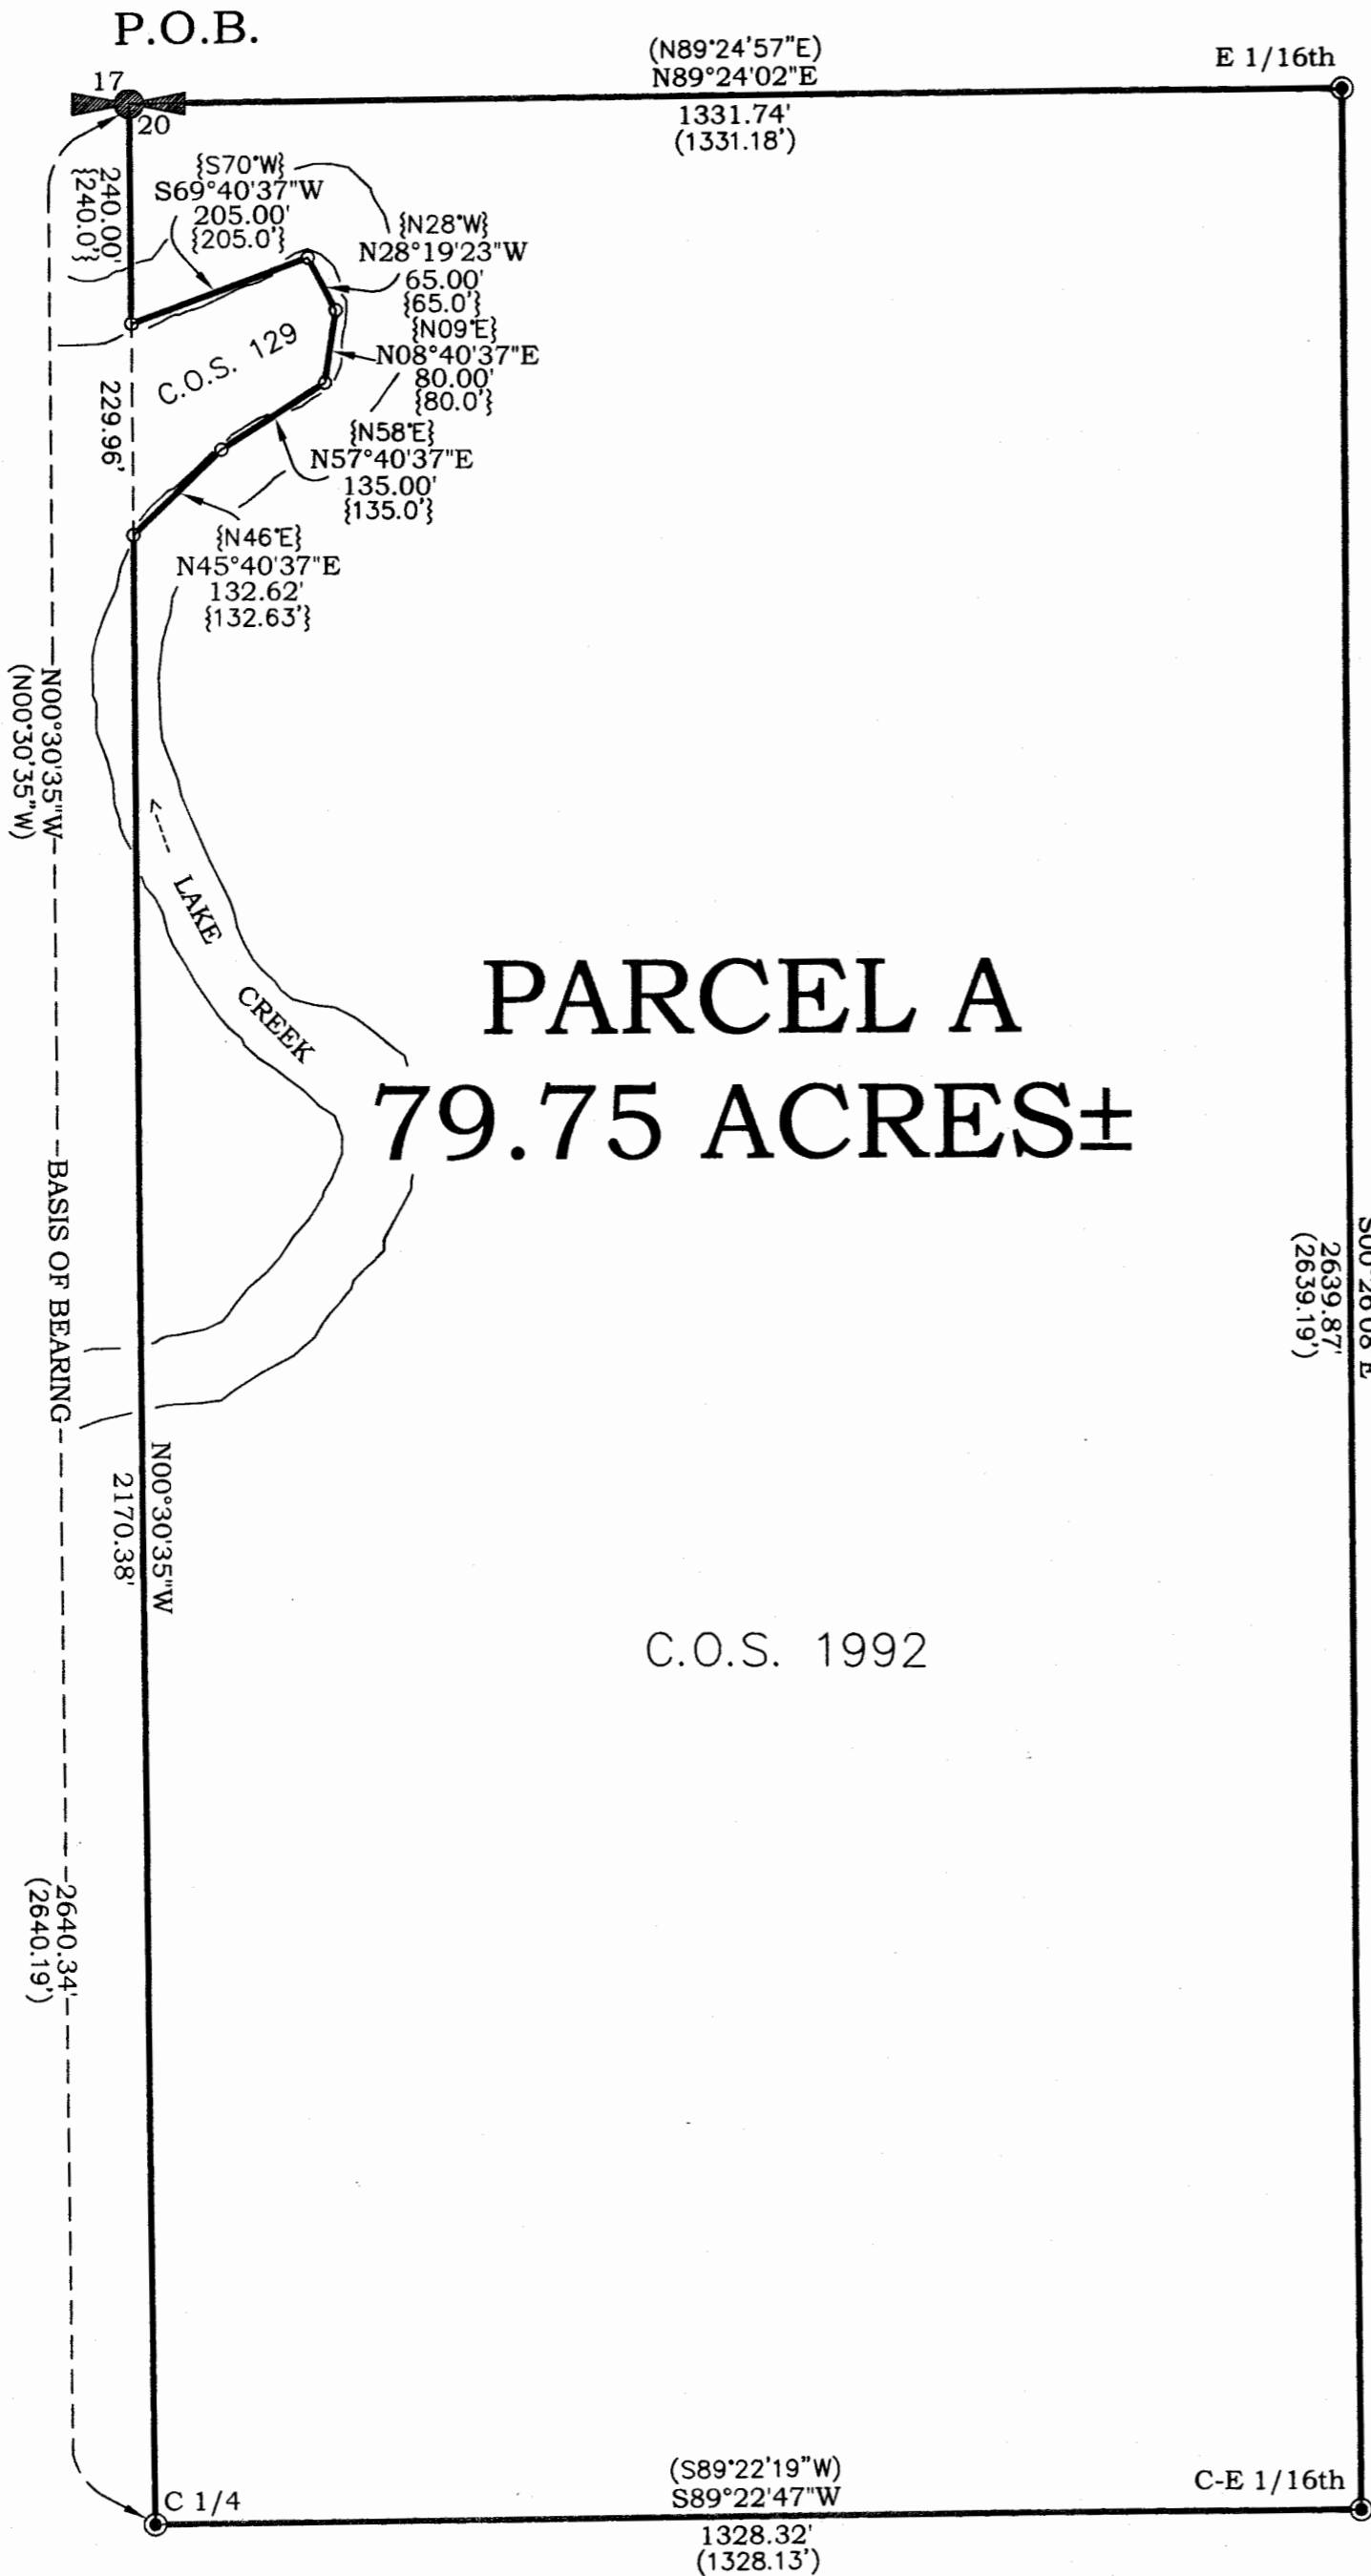 P.O.B.
(N89°24'57"E)
N89°24'02"E
1331.74'
(1331.18')
E 1/16th
17
20
240.00'
{240.0'}
{S70°W}
S69°40'37"W
205.00'
{205.0'}
{N28°W}
N28°19'23"W
65.00'
{65.0'}
{N09°E}
N08°40'37"E
80.00'
{80.0'}
C.O.S. 129
229.96'
{N58°E}
N57°40'37"E
135.00'
{135.0'}
{N46°E}
N45°40'37"E
132.62'
{132.63'}
N00°30'35"W
(N00°30'35"W)
LAKE CREEK
PARCEL A
79.75 ACRES±
BASIS OF BEARING
S00°26'08"E
2639.87'
(2639.19')
N00°30'35"W
2170.38'
C.O.S. 1992
2640.34'
(2640.19')
C 1/4
(S89°22'19"W)
S89°22'47"W
1328.32'
(1328.13')
C-E 1/16th